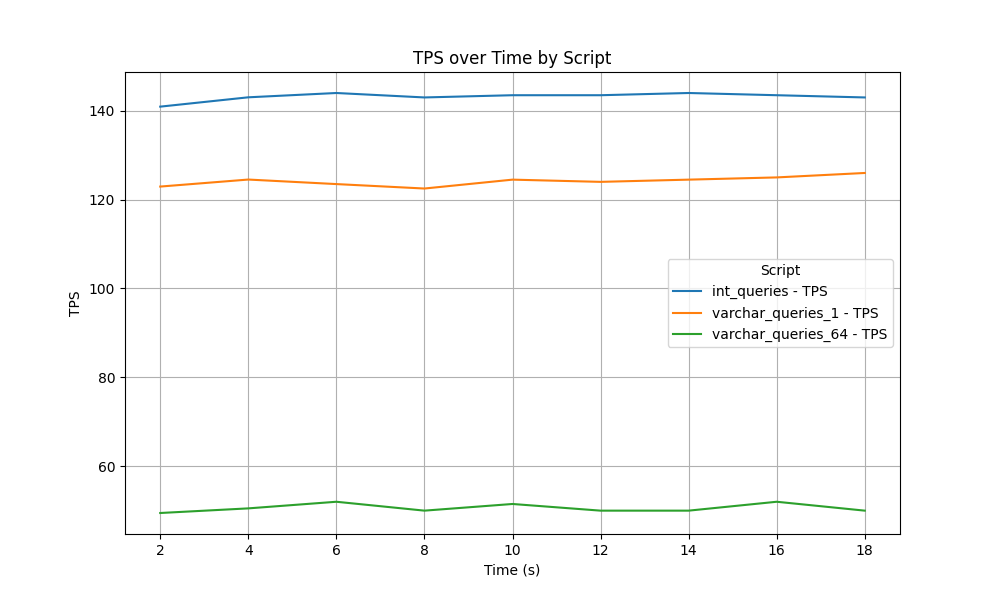 TPS over Time by Script
140
120
100
80
60
TPS
Script
int_queries - TPS
varchar_queries_1 - TPS
varchar_queries_64 - TPS
2 4 6 8 10 12 14 16 18
Time (s)